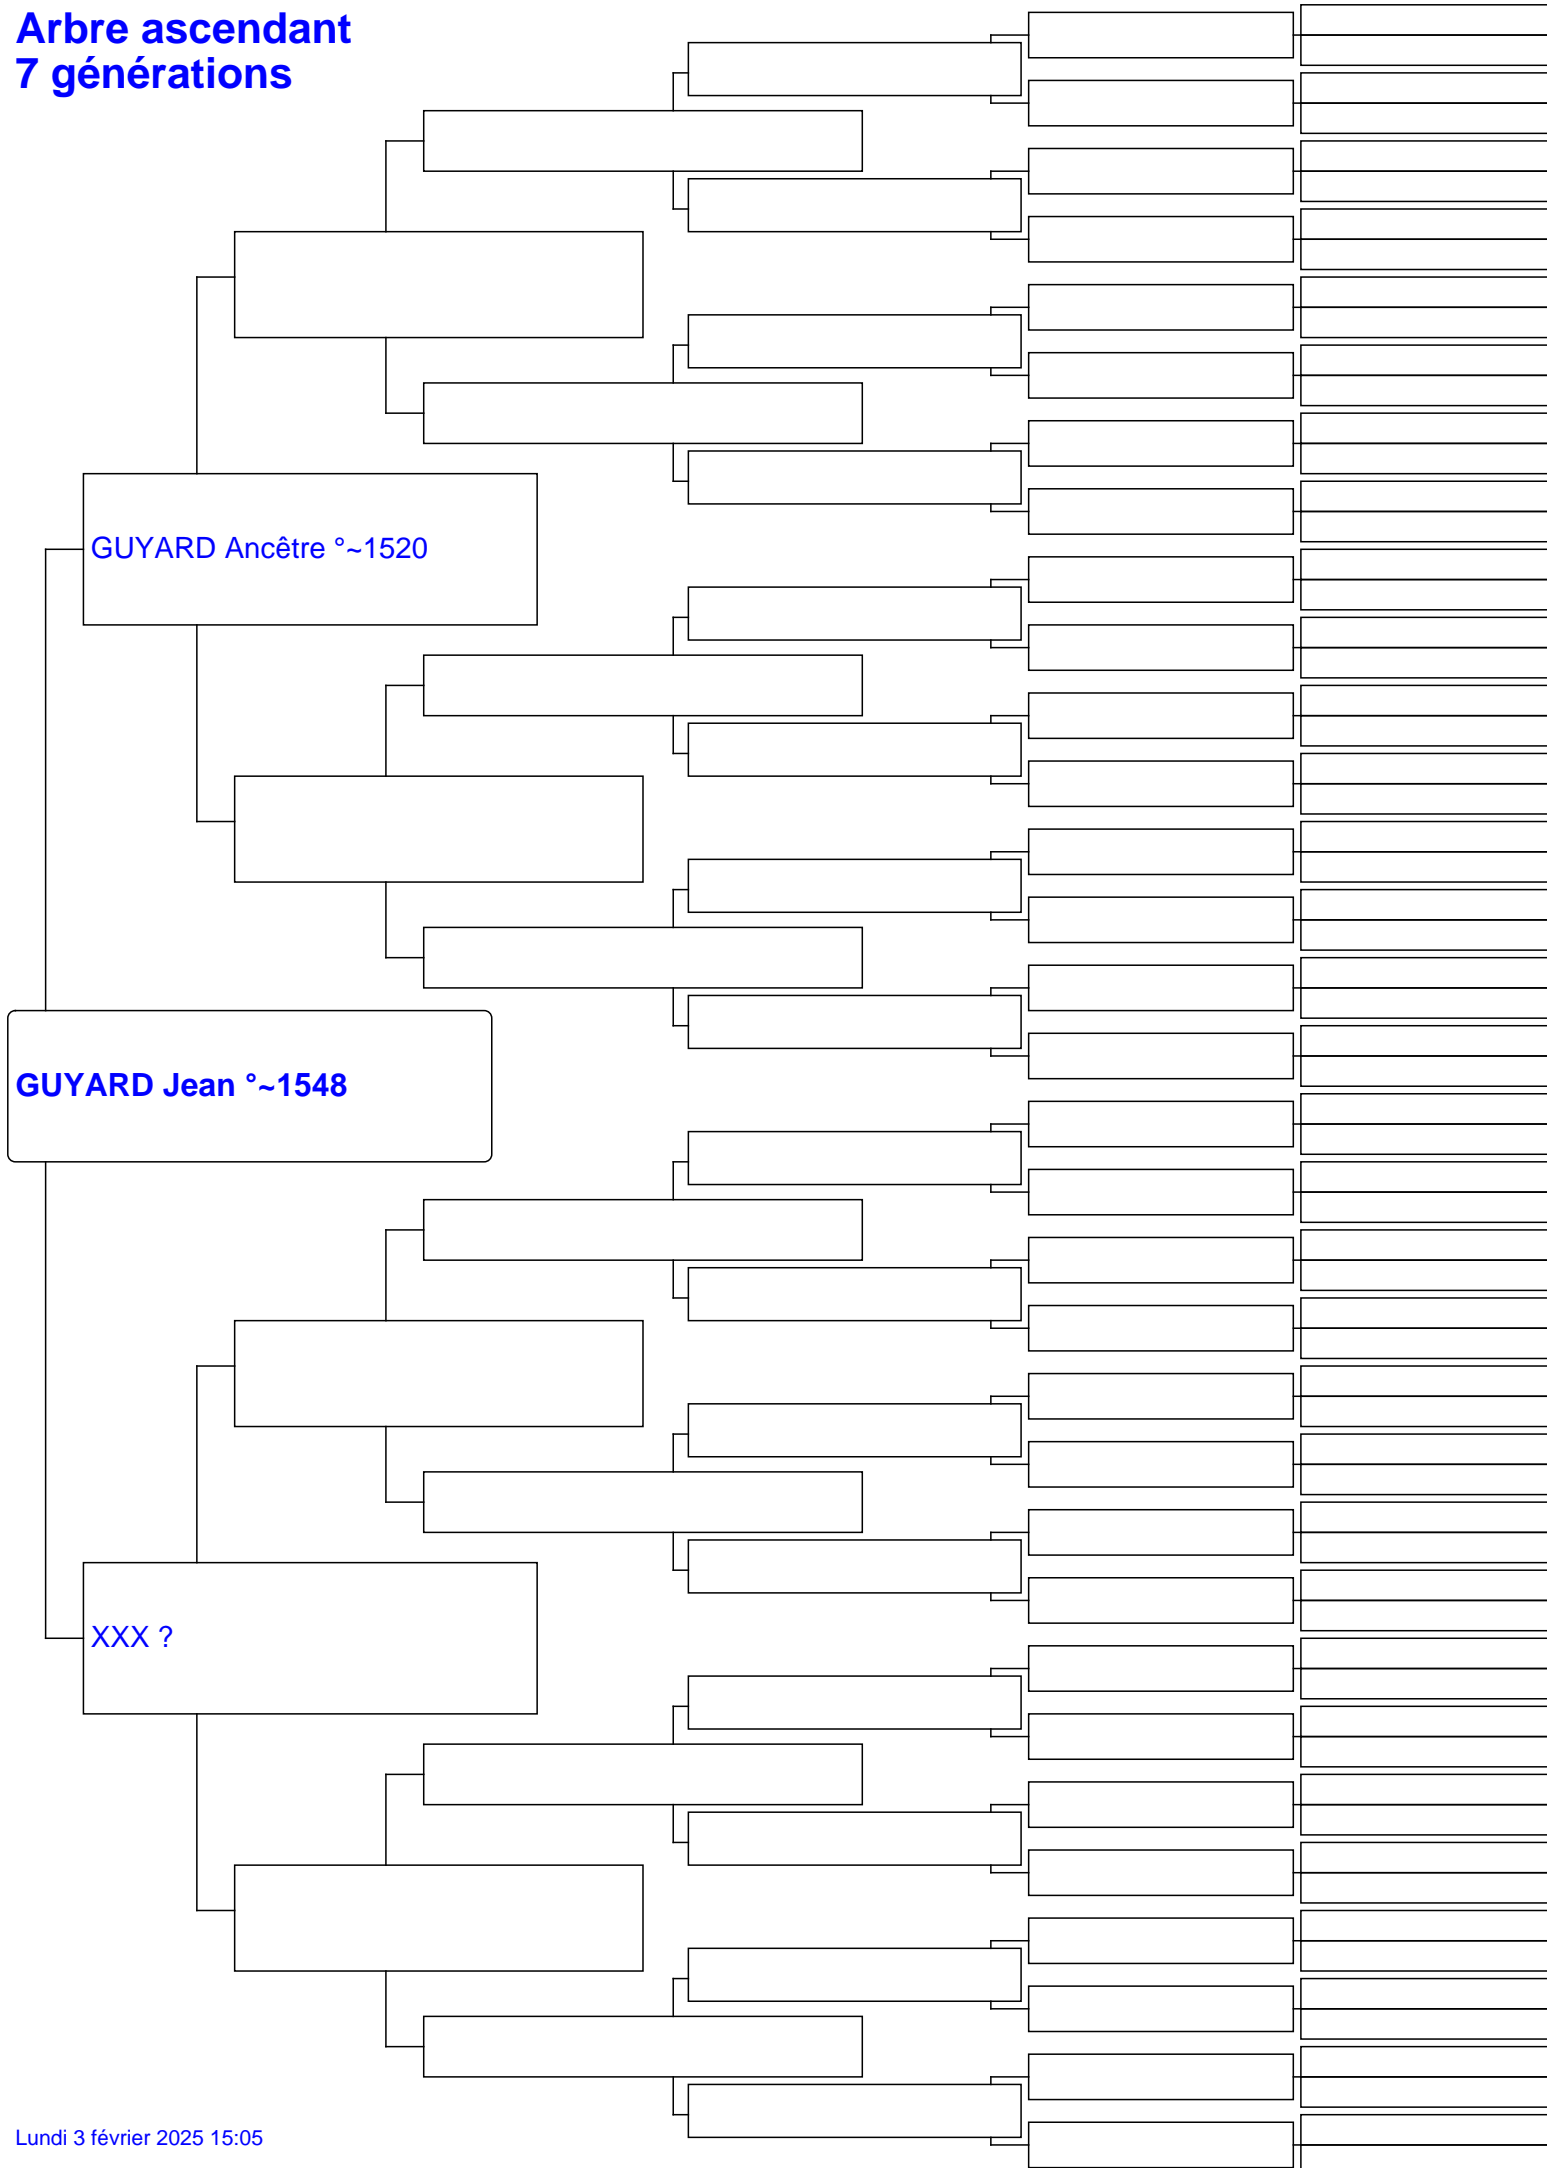 Arbre ascendant
7 générations
GUYARD Ancêtre °~1520
GUYARD Jean °~1548
XXX ?
Lundi 3 février 2025 15:05